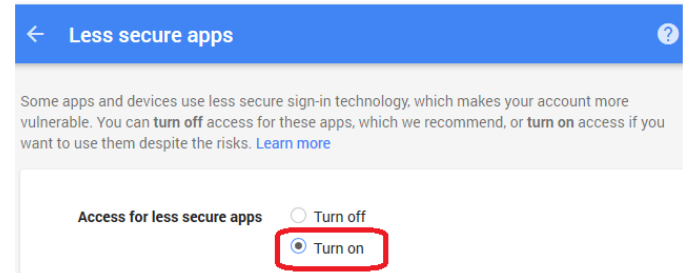 Less secure apps
?
Some apps and devices use less secure sign-in technology, which makes your account more
vulnerable. You can turn off access for these apps, which we recommend, or turn on access if you
want to use them despite the risks. Learn more
Access for less secure apps
Turn off
Turn on